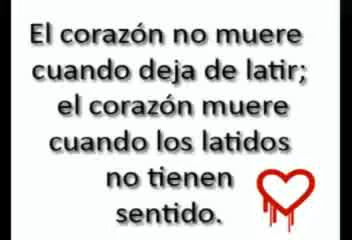 El corazón no muere
cuando deja de latir;
el corazón muere
cuando los latidos
no tienen
sentido.